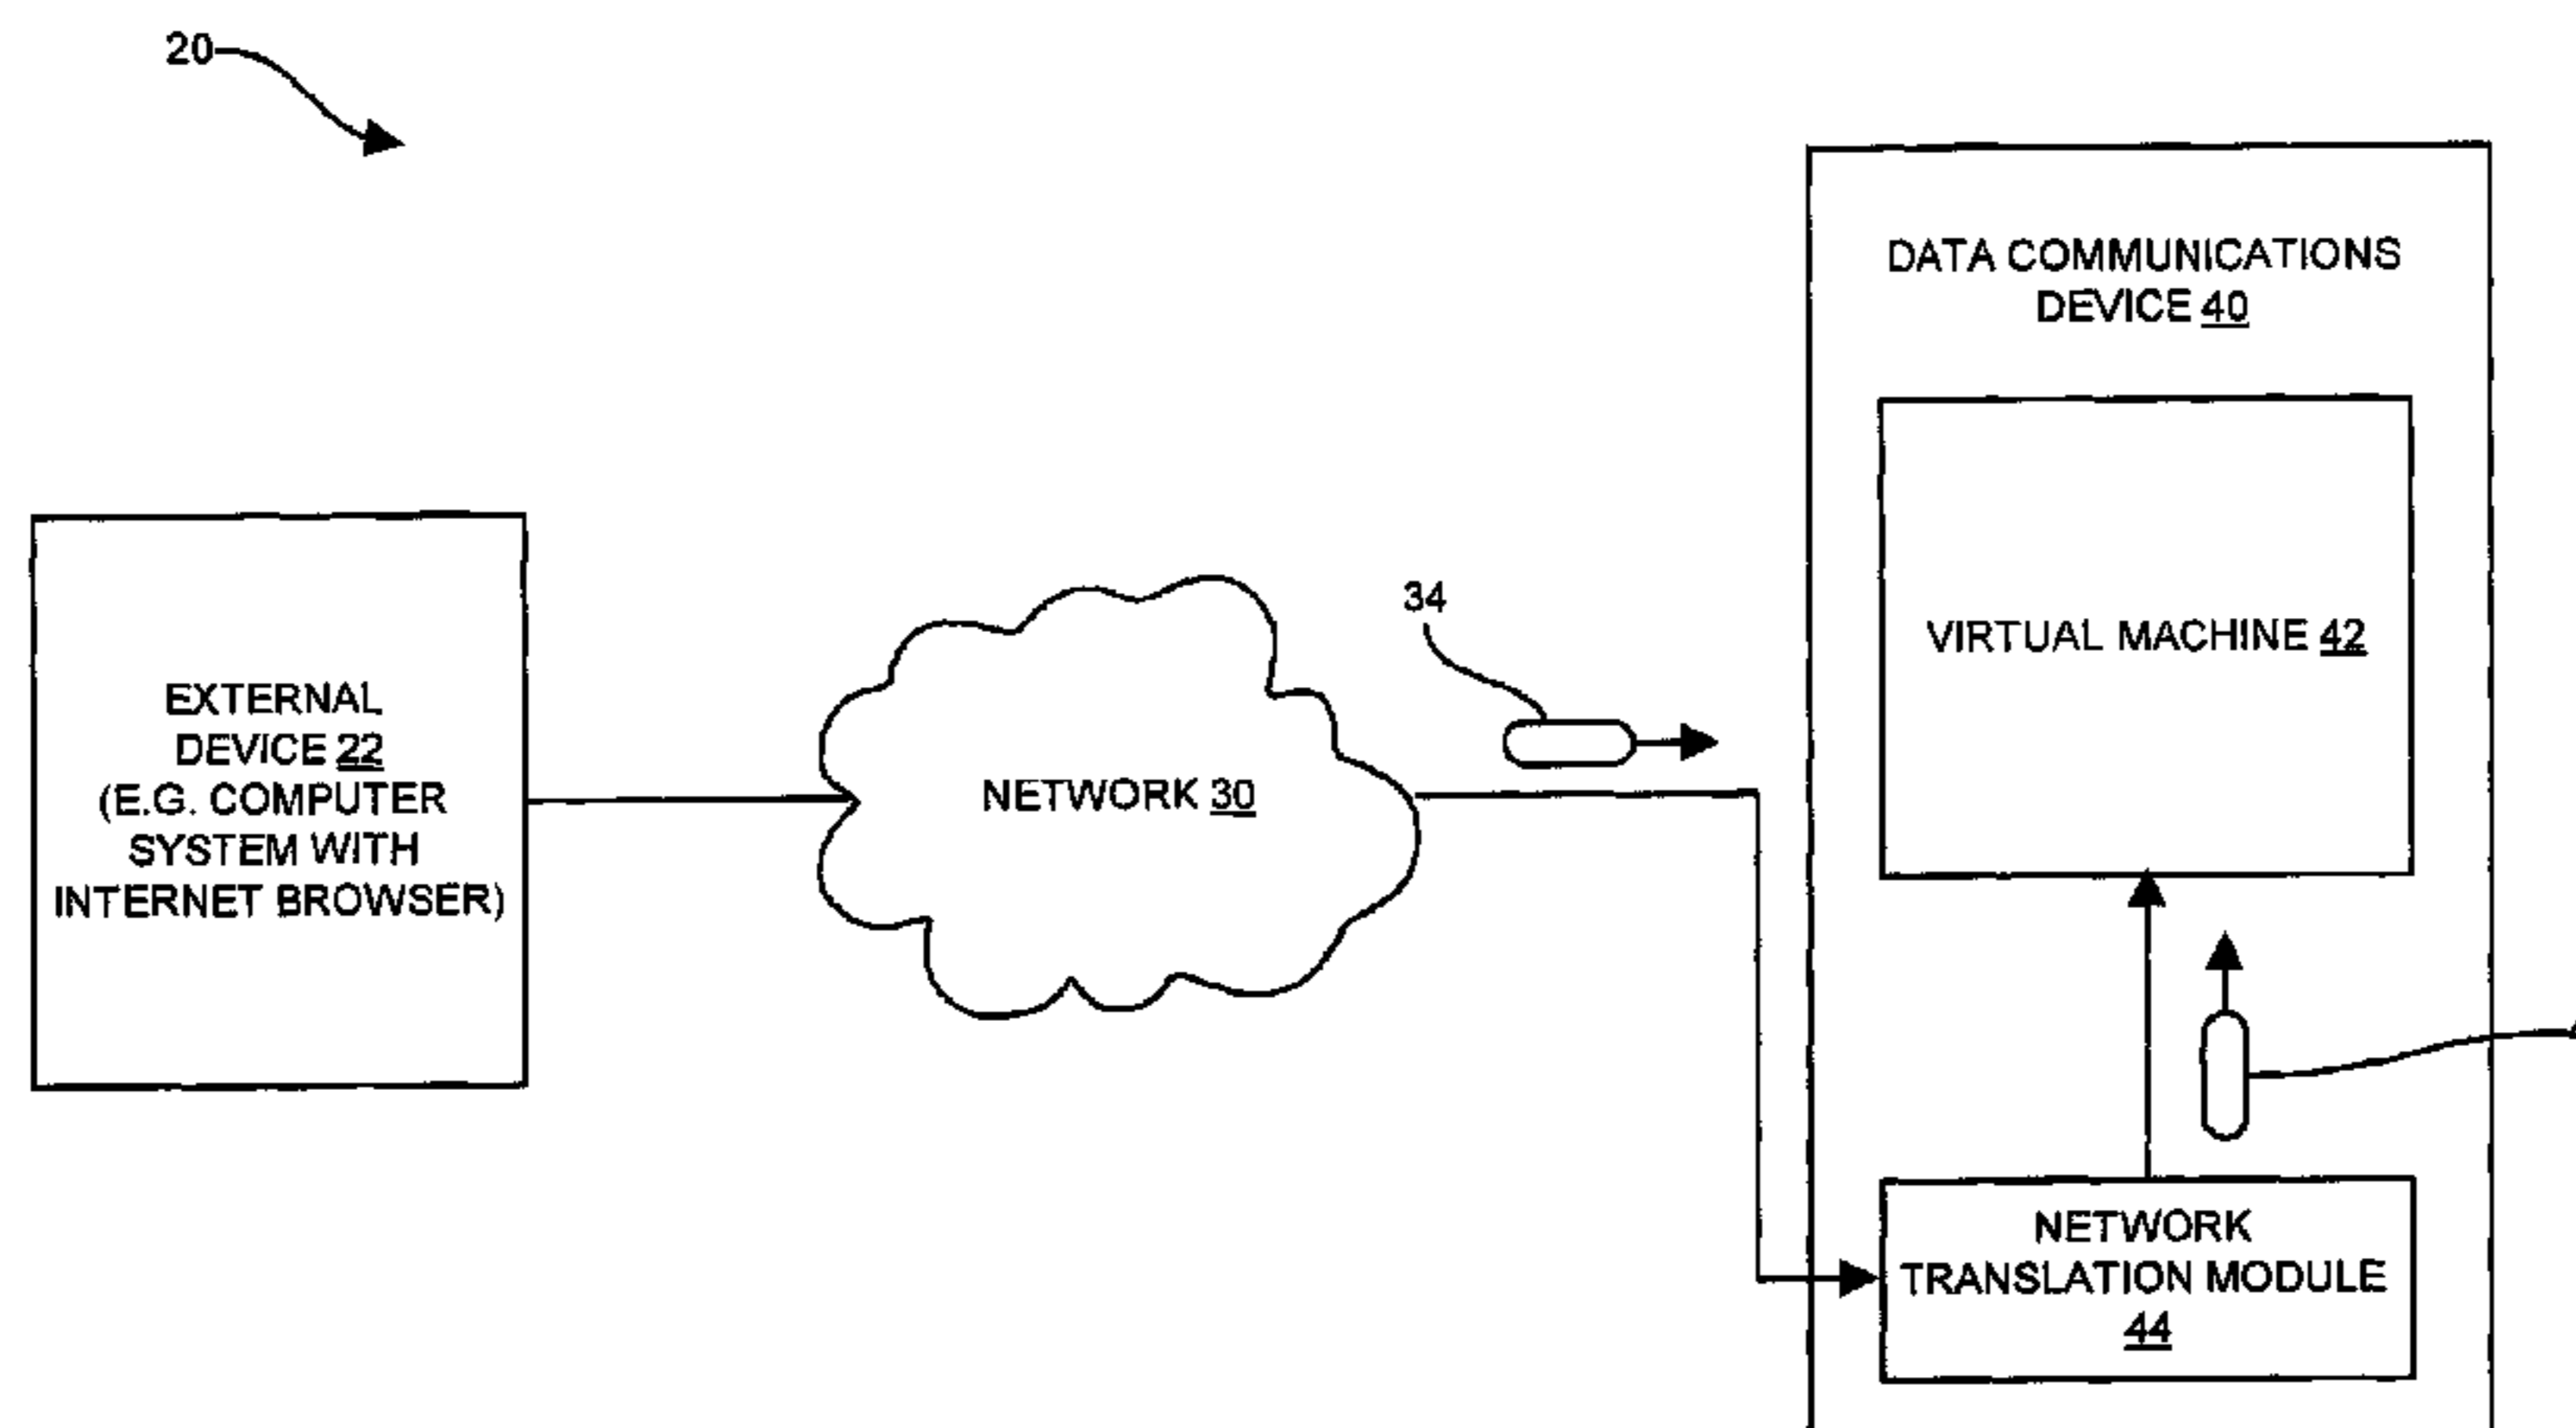 20
DATA COMMUNICATIONS
DEVICE 40
VIRTUAL MACHINE 42
34
EXTERNAL
DEVICE 22
(E.G. COMPUTER
SYSTEM WITH
INTERNET BROWSER)
NETWORK 30
NETWORK
TRANSLATION MODULE
44